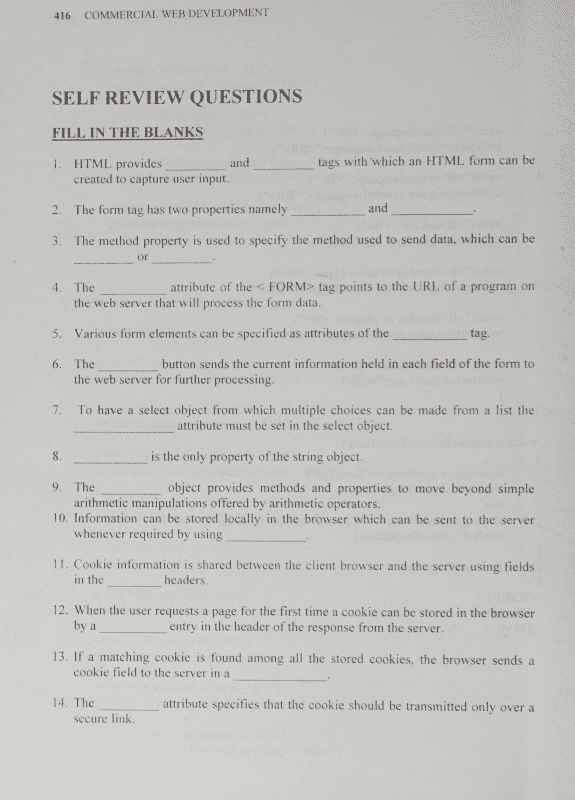 416 COMMERCIAL WEB DEVELOPMENT
SELF REVIEW QUESTIONS
FILL IN THE BLANKS
1. HTML provides __________ and __________ tags with which an HTML form can be
created to capture user input.
2. The form tag has two properties namely ____________ and _____________.
3. The method property is used to specify the method used to send data, which can be
__________ or __________.
4. The ___________ attribute of the < FORM> tag points to the URL of a program on
the web server that will process the form data.
5. Various form elements can be specified as attributes of the ____________ tag.
6. The __________ button sends the current information held in each field of the form to
the web server for further processing.
7. To have a select object from which multiple choices can be made from a list the
________________ attribute must be set in the select object.
8. ____________ is the only property of the string object.
9. The __________ object provides methods and properties to move beyond simple
arithmetic manipulations offered by arithmetic operators.
10. Information can be stored locally in the browser which can be sent to the server
whenever required by using _____________.
11. Cookie information is shared between the client browser and the server using fields
in the _________ headers.
12. When the user requests a page for the first time a cookie can be stored in the browser
by a ___________ entry in the header of the response from the server.
13. If a matching cookie is found among all the stored cookies, the browser sends a
cookie field to the server in a _______________.
14. The __________ attribute specifies that the cookie should be transmitted only over a
secure link.